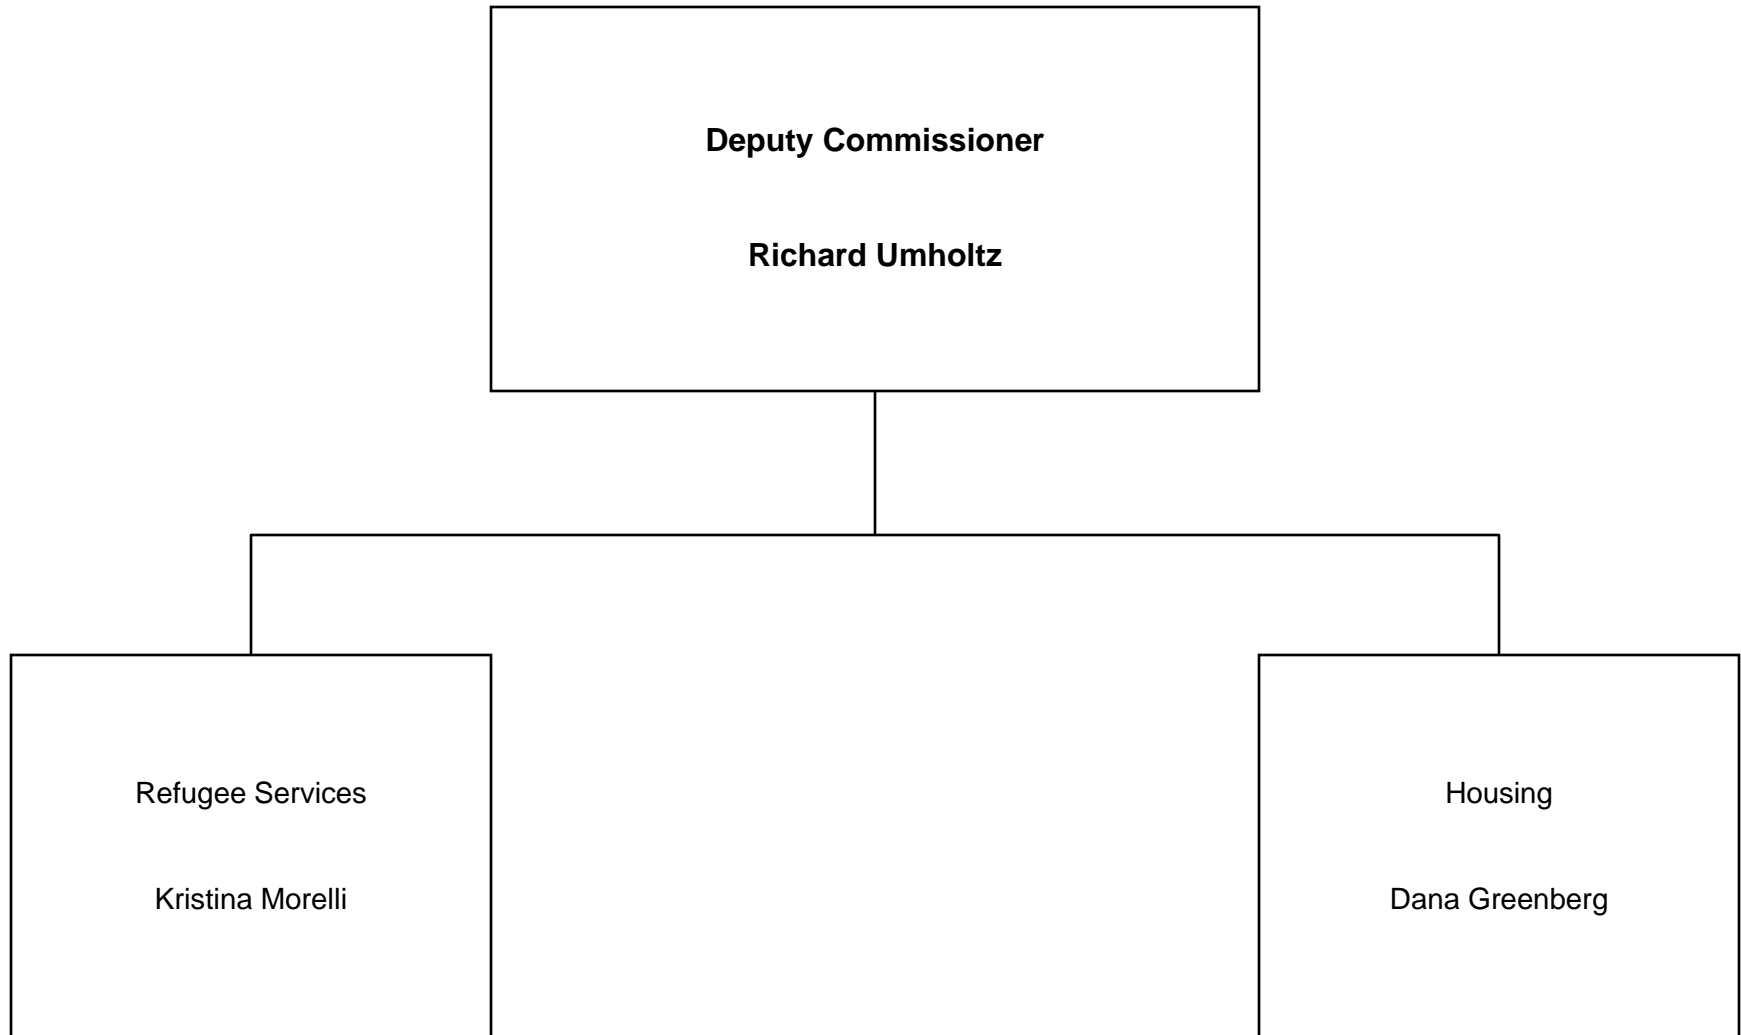 Deputy Commissioner
Richard Umholtz
Refugee Services
Kristina Morelli
Housing
Dana Greenberg